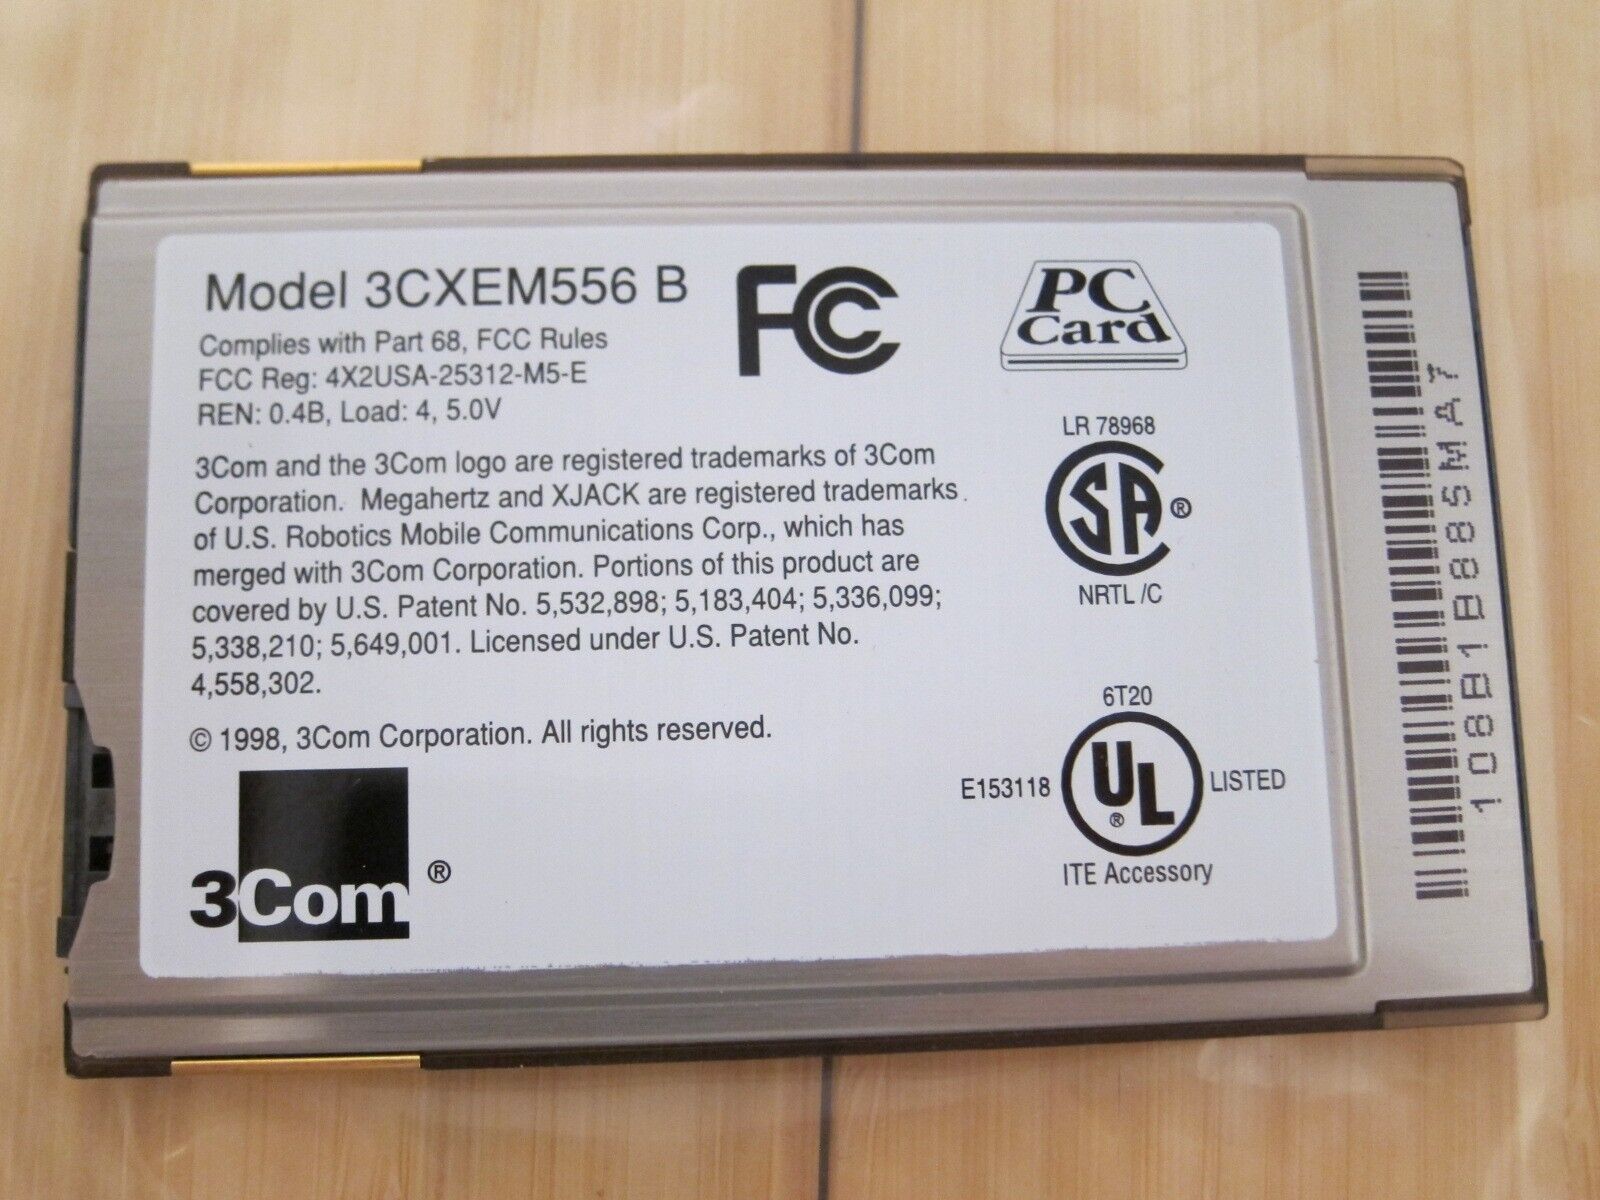 Model 3CXEM556 B
Complies with Part 68, FCC Rules
FCC Reg: 4X2USA-25312-M5-E
REN: 0.4B, Load: 4, 5.0V
FC
PC
Card
3Com and the 3Com logo are registered trademarks of 3Com
Corporation. Megahertz and XJACK are registered trademarks
of U.S. Robotics Mobile Communications Corp., which has
merged with 3Com Corporation. Portions of this product are
covered by U.S. Patent No. 5,532,898; 5,183,404; 5,336,099;
5,338,210; 5,649,001. Licensed under U.S. Patent No.
4,558,302.
© 1998, 3Com Corporation. All rights reserved.
3Com ®
LR 78968
SA ®
NRTL /C
6T20
E153118 UL ® LISTED
ITE Accessory
108B1B88SMA7